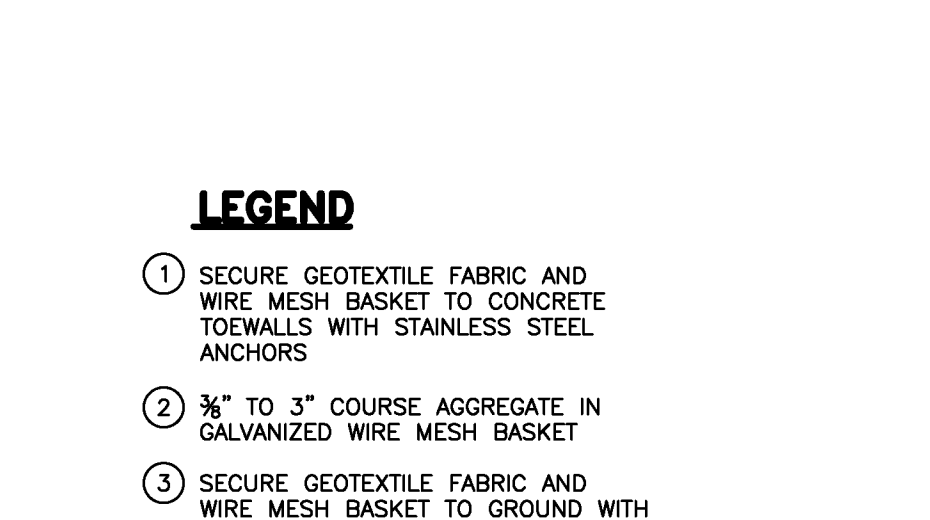 LEGEND
1 SECURE GEOTEXTILE FABRIC AND
WIRE MESH BASKET TO CONCRETE
TOEWALLS WITH STAINLESS STEEL
ANCHORS
2 ⅜” TO 3” COURSE AGGREGATE IN
GALVANIZED WIRE MESH BASKET
3 SECURE GEOTEXTILE FABRIC AND
WIRE MESH BASKET TO GROUND WITH